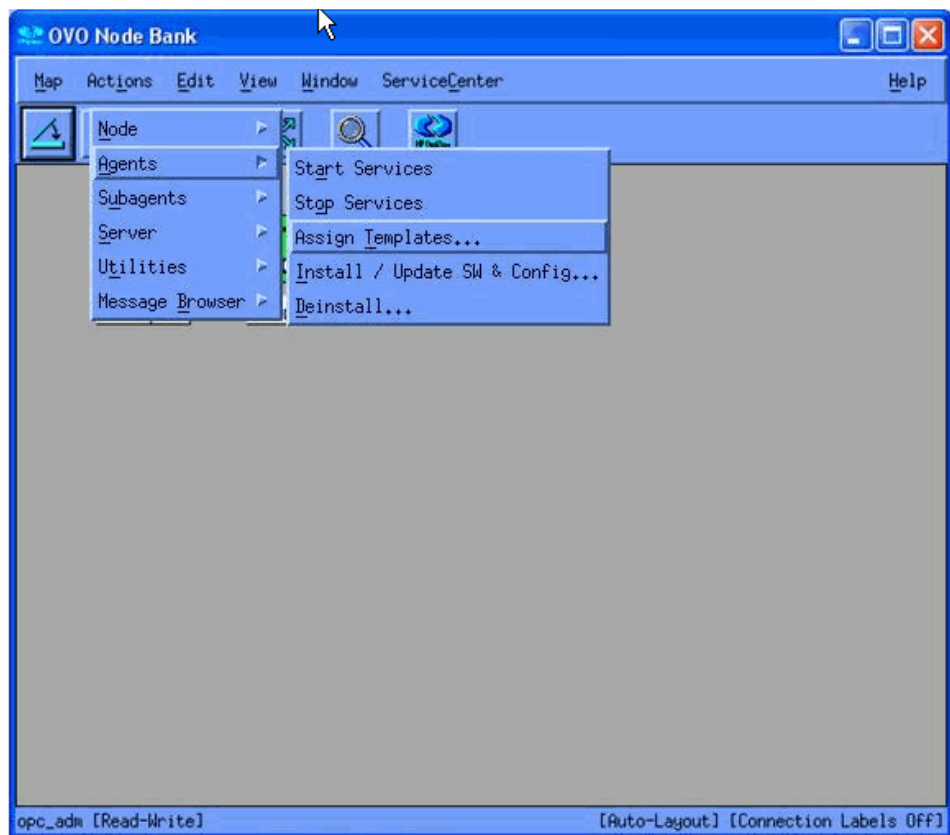 OVO Node Bank
Map Actions Edit View Window ServiceCenter Help
Node
Agents
Subagents
Server
Utilities
Message Browser
Start Services
Stop Services
Assign Templates...
Install / Update SW & Config...
Deinstall...
opc_adm [Read-Write] [Auto-Layout] [Connection Labels Off]